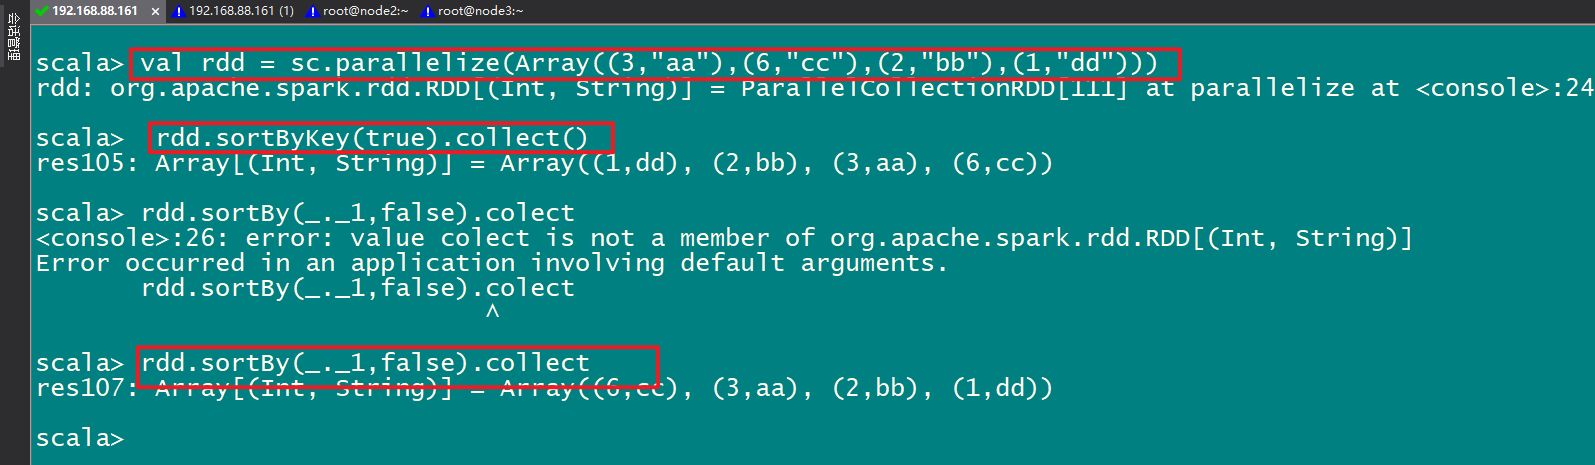 192.168.88.161 × 192.168.88.161 (1) root@node2:~ root@node3:~
会话管理
scala> val rdd = sc.parallelize(Array((3,"aa"),(6,"cc"),(2,"bb"),(1,"dd")))
rdd: org.apache.spark.rdd.RDD[(Int, String)] = ParallelCollectionRDD[111] at parallelize at <console>:24
scala>  rdd.sortByKey(true).collect()
res105: Array[(Int, String)] = Array((1,dd), (2,bb), (3,aa), (6,cc))
scala> rdd.sortBy(_._1,false).colect
<console>:26: error: value colect is not a member of org.apache.spark.rdd.RDD[(Int, String)]
Error occurred in an application involving default arguments.
rdd.sortBy(_._1,false).colect
^
scala> rdd.sortBy(_._1,false).collect
res107: Array[(Int, String)] = Array((6,cc), (3,aa), (2,bb), (1,dd))
scala>